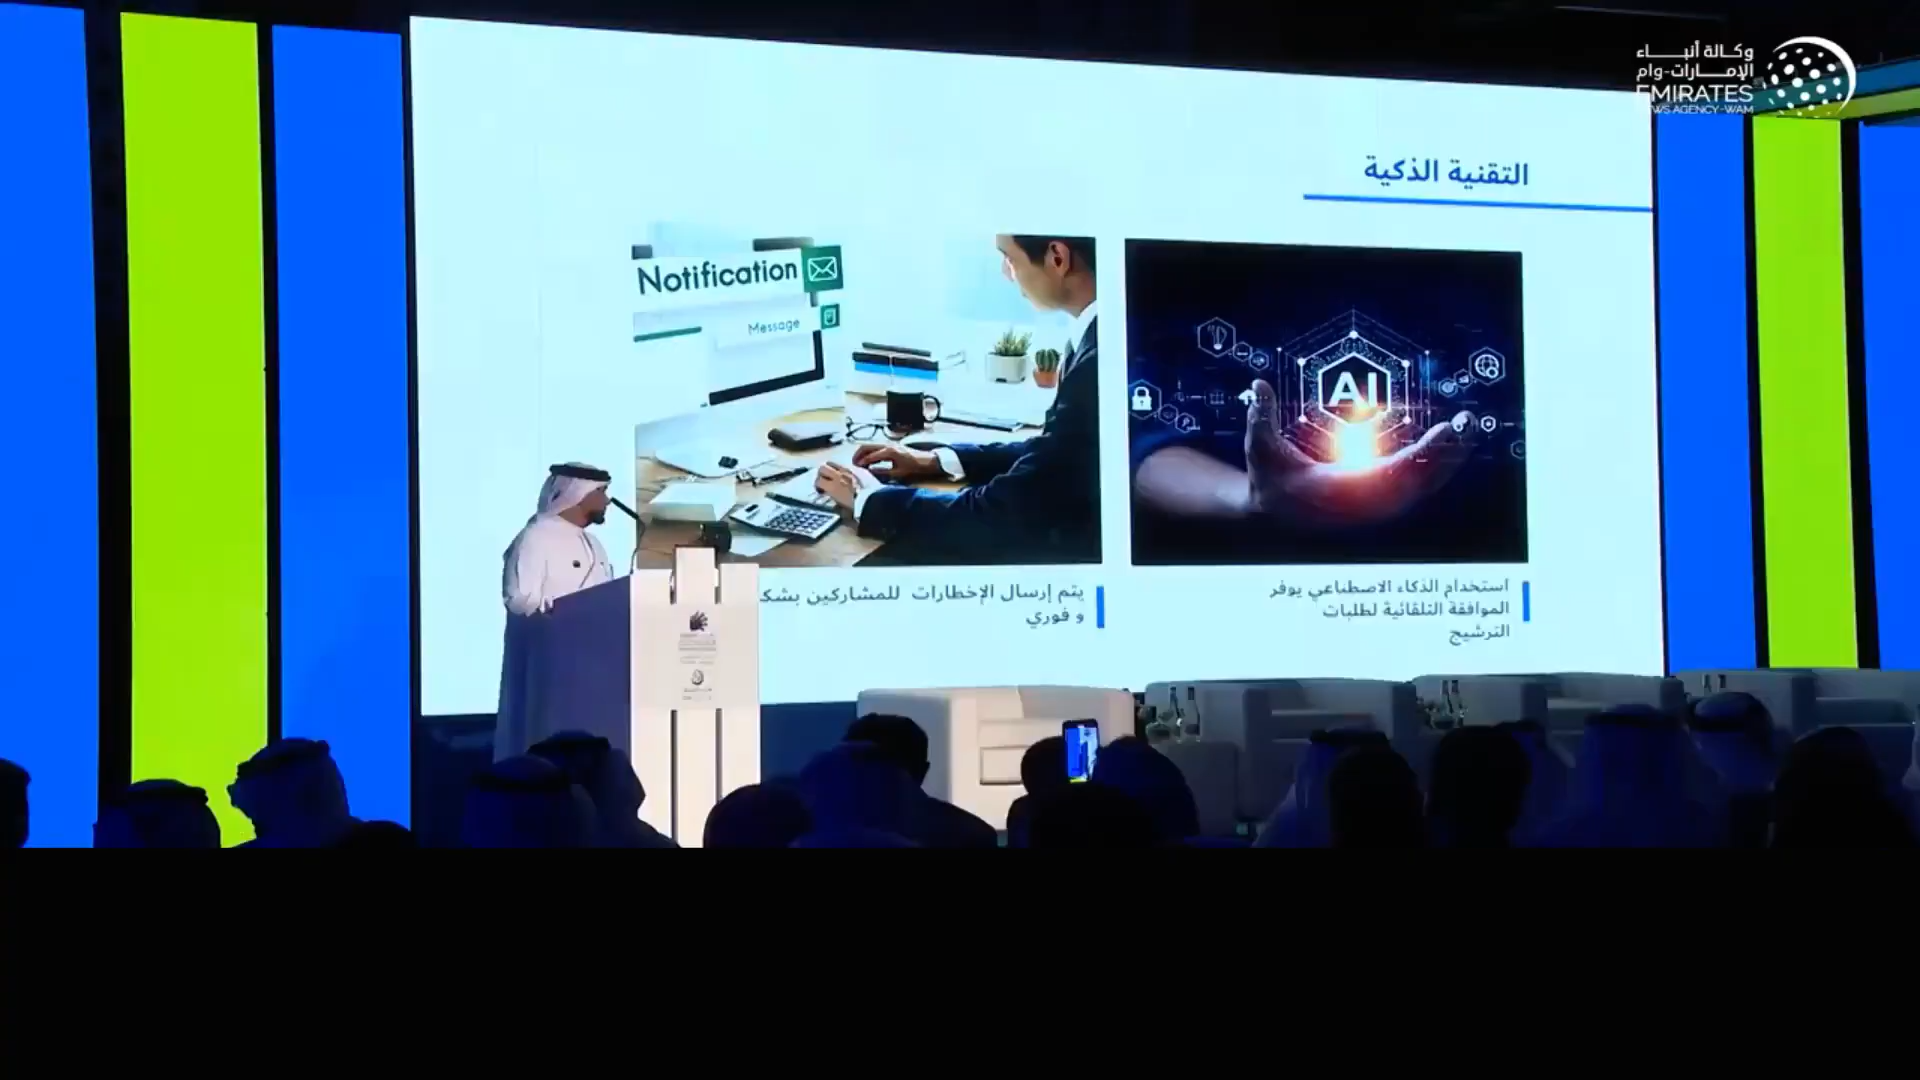 وكالة أنباء
الإمارات-وام
EMIRATES
NEWS AGENCY-WAM
التقنية الذكية
Notification
Message
AI
استخدام الذكاء الاصطناعي يوفر
الموافقة التلقائية لطلبات
الترشيح
يتم إرسال الإخطارات للمشاركين
و فوري